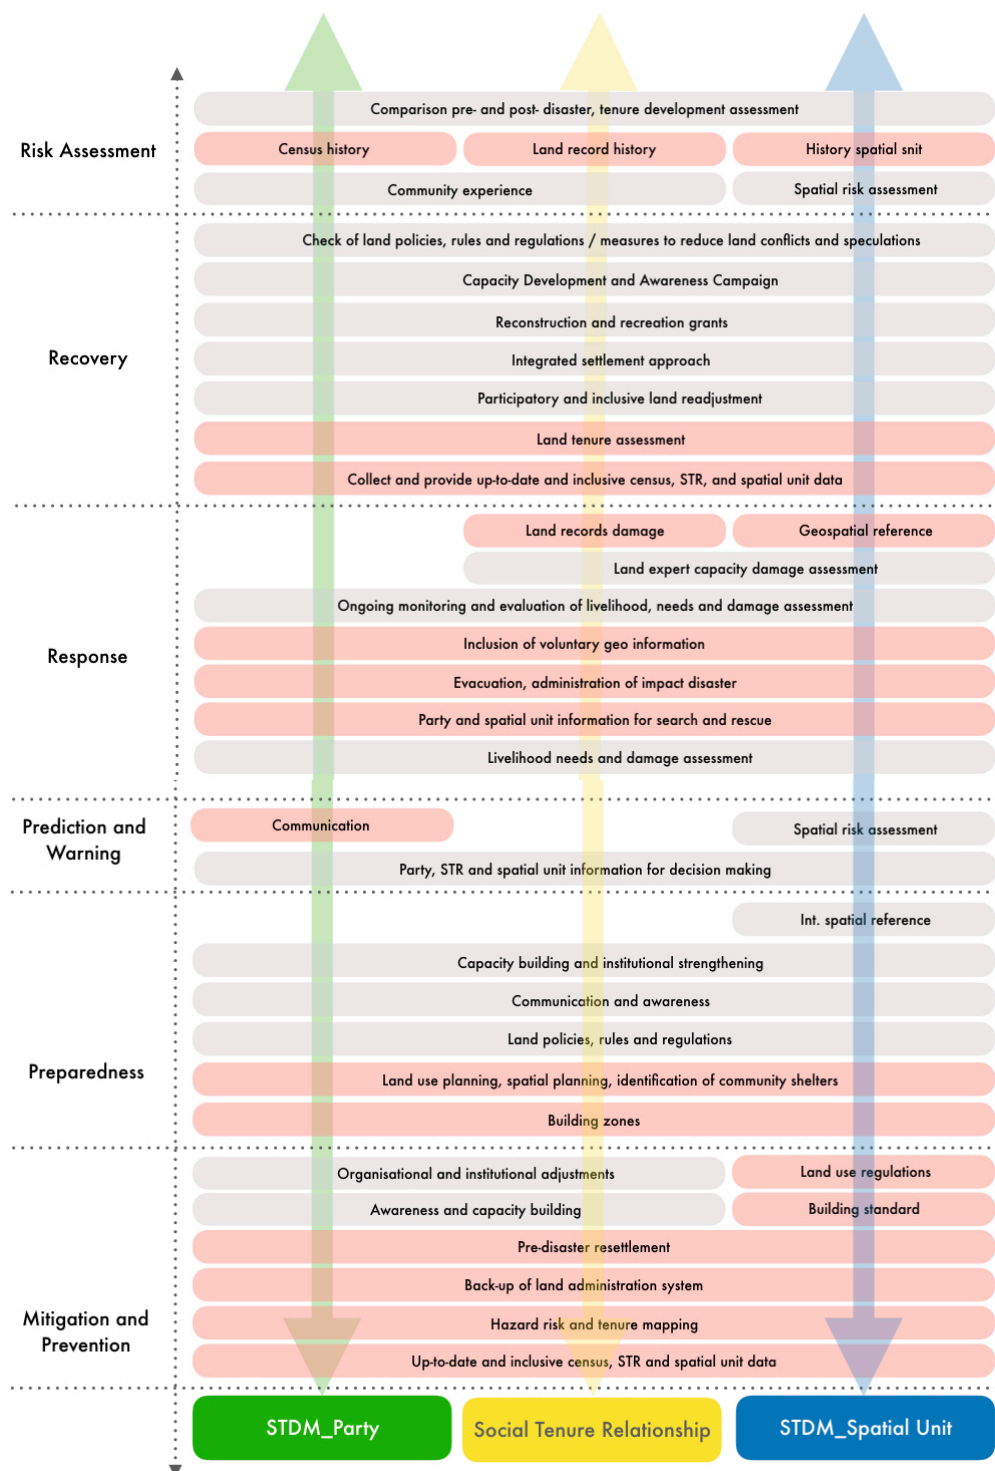 Comparison pre- and post- disaster, tenure development assessment
Risk Assessment
Census history
Land record history
History spatial snit
Community experience
Spatial risk assessment
Check of land policies, rules and regulations / measures to reduce land conflicts and speculations
Capacity Development and Awareness Campaign
Reconstruction and recreation grants
Recovery
Integrated settlement approach
Participatory and inclusive land readjustment
Land tenure assessment
Collect and provide up-to-date and inclusive census, STR, and spatial unit data
Land records damage
Geospatial reference
Land expert capacity damage assessment
Ongoing monitoring and evaluation of livelihood, needs and damage assessment
Response
Inclusion of voluntary geo information
Evacuation, administration of impact disaster
Party and spatial unit information for search and rescue
Livelihood needs and damage assessment
Prediction and
Warning
Communication
Spatial risk assessment
Party, STR and spatial unit information for decision making
Int. spatial reference
Capacity building and institutional strengthening
Communication and awareness
Land policies, rules and regulations
Preparedness
Land use planning, spatial planning, identification of community shelters
Building zones
Organisational and institutional adjustments
Land use regulations
Awareness and capacity building
Building standard
Pre-disaster resettlement
Back-up of land administration system
Mitigation and
Prevention
Hazard risk and tenure mapping
Up-to-date and inclusive census, STR and spatial unit data
STDM_Party
Social Tenure Relationship
STDM_Spatial Unit